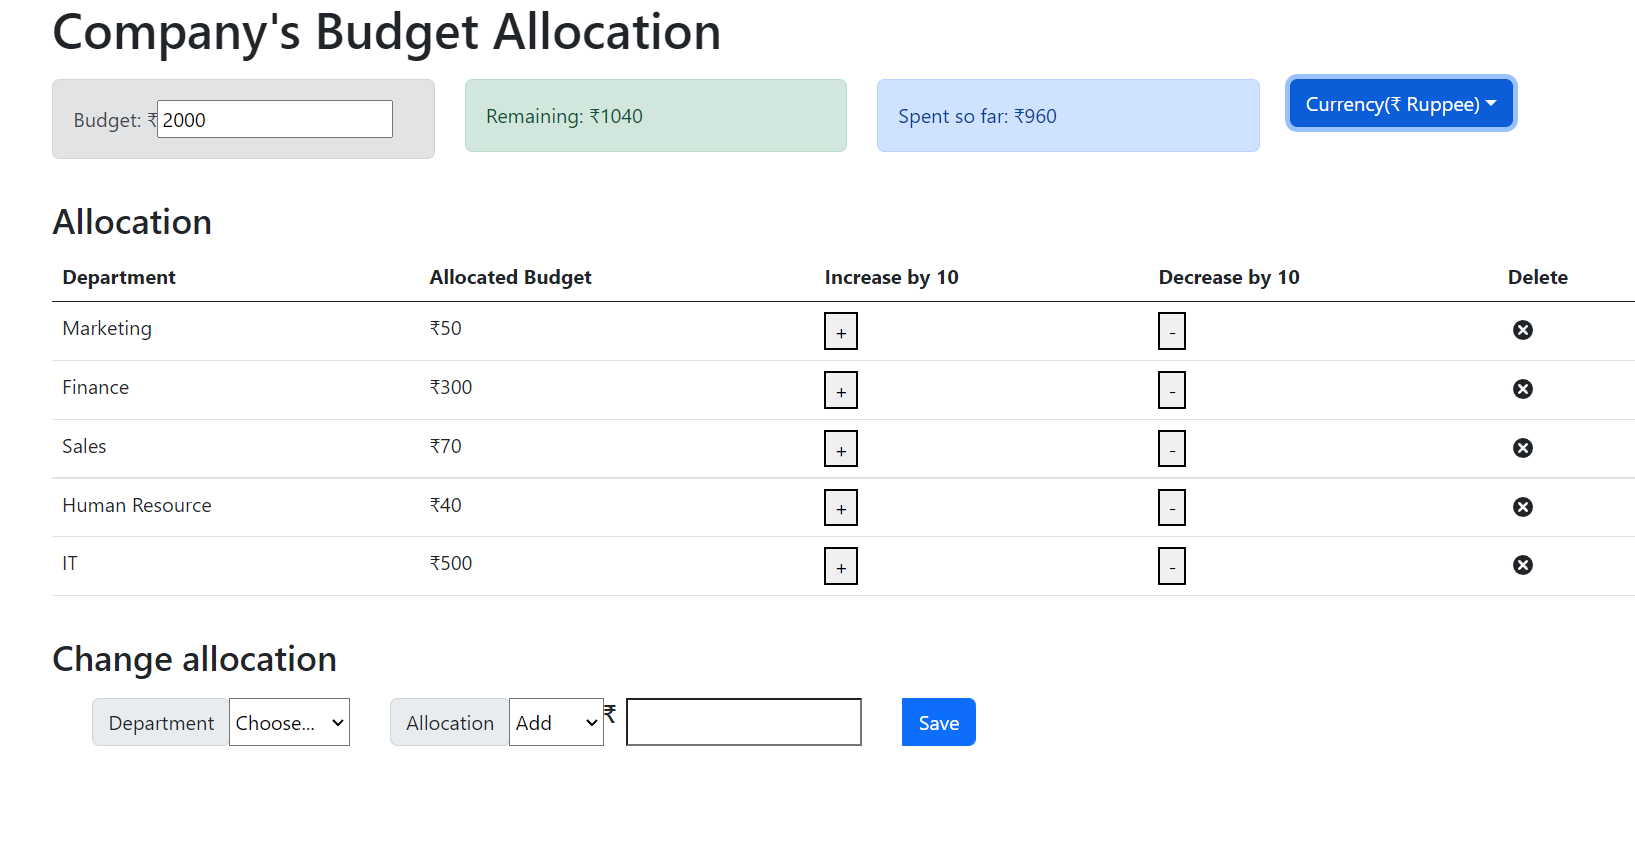 Company's Budget Allocation
Budget: ₹ 2000 Remaining: ₹1040 Spent so far: ₹960 Currency(₹ Ruppee)
Allocation
Department Allocated Budget Increase by 10 Decrease by 10 Delete
Marketing ₹50 + -
Finance ₹300 + -
Sales ₹70 + -
Human Resource ₹40 + -
IT ₹500 + -
Change allocation
Department Choose... Allocation Add ₹ Save